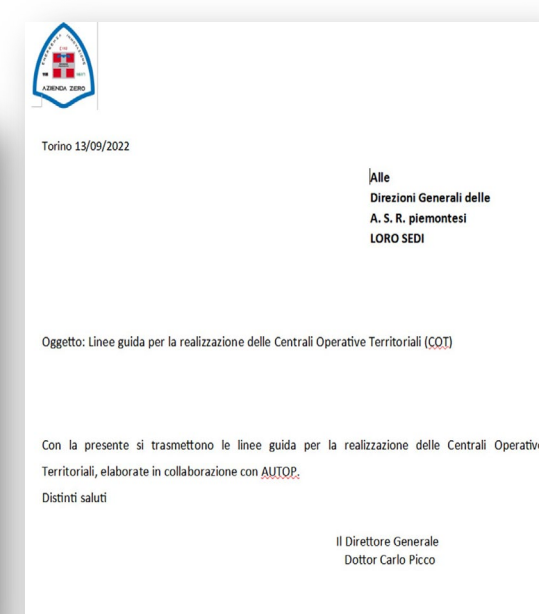 AZIENDA ZERO
Torino 13/09/2022
Alle
Direzioni Generali delle
A. S. R. piemontesi
LORO SEDI
Oggetto: Linee guida per la realizzazione delle Centrali Operative Territoriali (COT)
Con la presente si trasmettono le linee guida per la realizzazione delle Centrali Operative
Territoriali, elaborate in collaborazione con AUTOP.
Distinti saluti
Il Direttore Generale
Dottor Carlo Picco